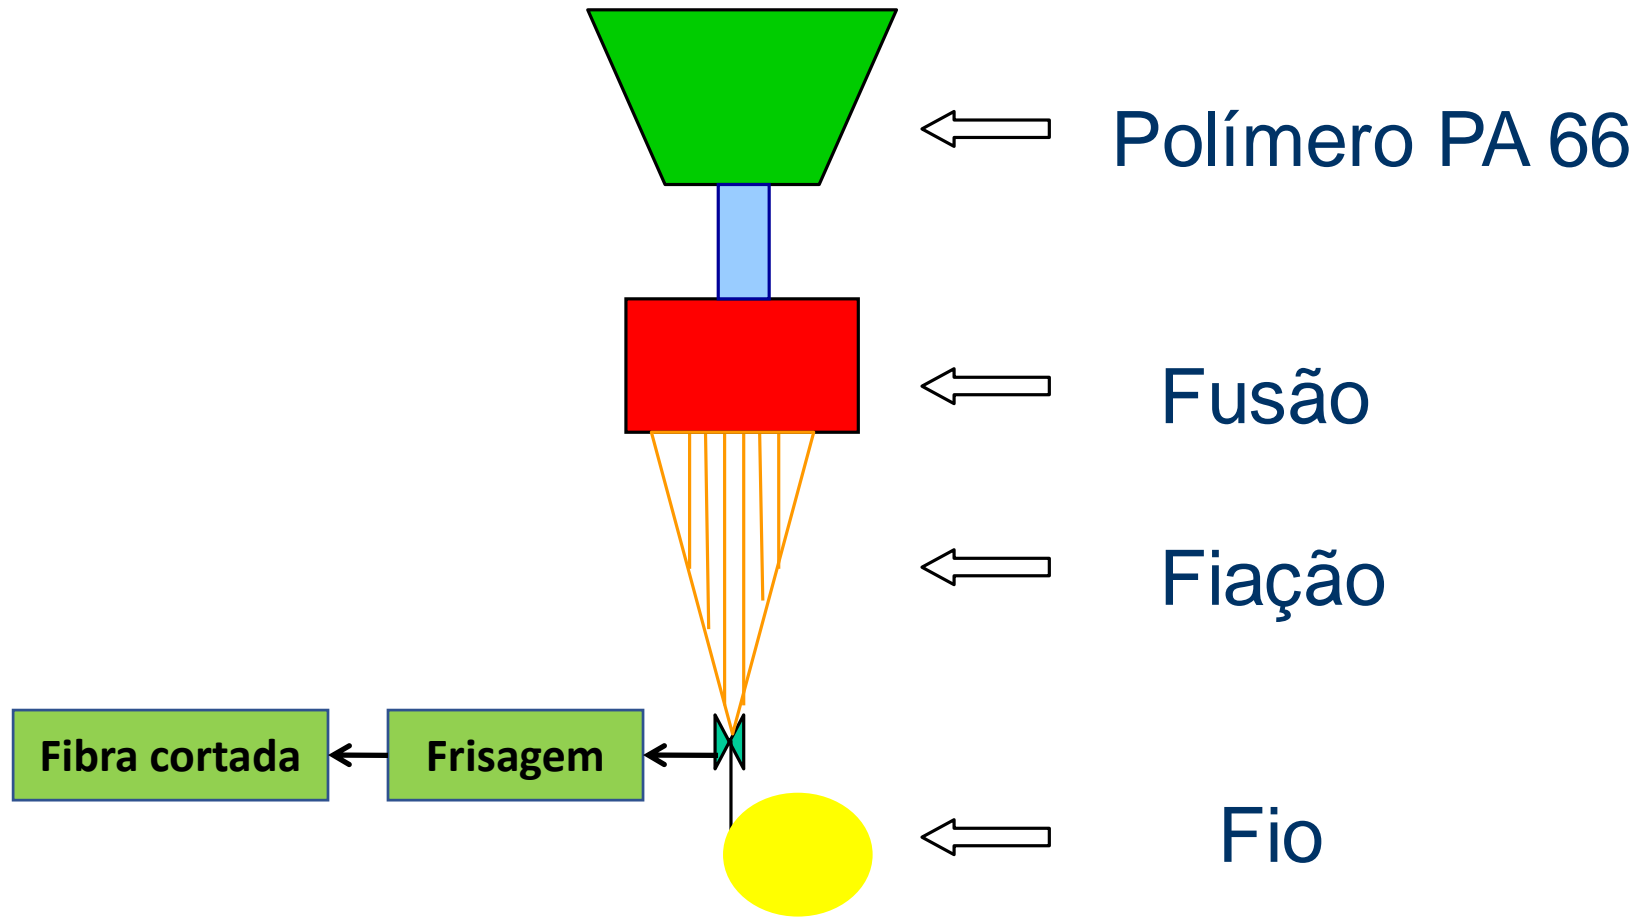 Polímero PA 66
Fusão
Fiação
Fibra cortada
Frisagem
Fio